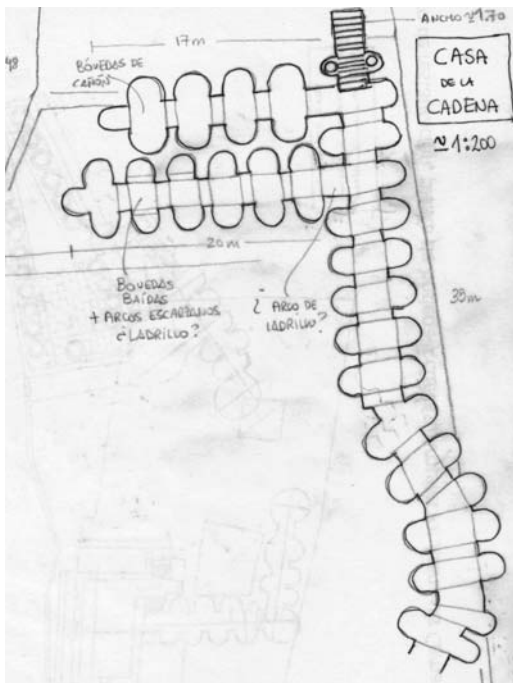 ANCHO ≈1.70
17m
48
BÓVEDAS DE
CAÑÓN
CASA
DE LA
CADENA
≈ 1:200
20m
BÓVEDAS
BAÍDAS
+ ARCOS ESCARZANOS
¿LADRILLO?
¿ ARCO DE
LADRILLO?
39m